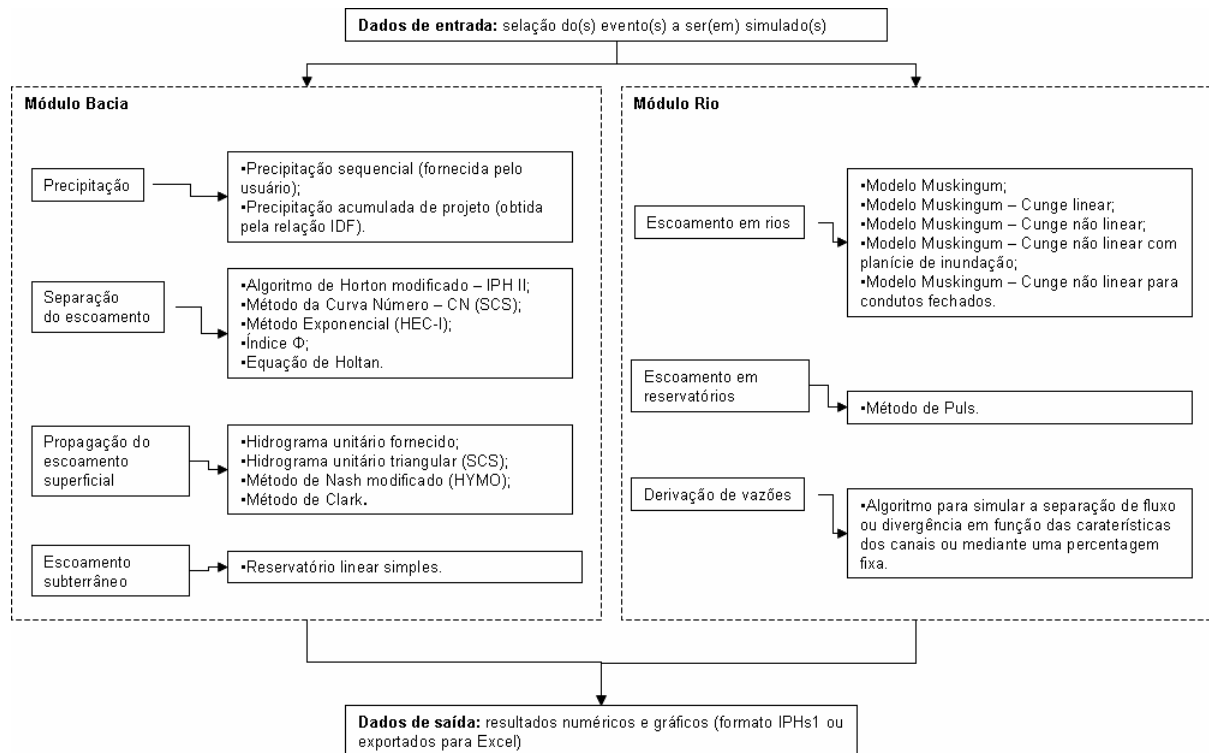 Dados de entrada: seleção do(s) evento(s) a ser(em) simulado(s)
Módulo Bacia
Precipitação
▪Precipitação sequencial (fornecida pelo
usuário);
▪Precipitação acumulada de projeto (obtida
pela relação IDF).
Separação
do escoamento
▪Algoritmo de Horton modificado – IPH II;
▪Método da Curva Número – CN (SCS);
▪Método Exponencial (HEC-I);
▪Índice Φ;
▪Equação de Holtan.
Propagação do
escoamento
superficial
▪Hidrograma unitário fornecido;
▪Hidrograma unitário triangular (SCS);
▪Método de Nash modificado (HYMO);
▪Método de Clark.
Escoamento
subterrâneo
▪Reservatório linear simples.
Módulo Rio
Escoamento em rios
▪Modelo Muskingum;
▪Modelo Muskingum – Cunge linear;
▪Modelo Muskingum – Cunge não linear;
▪Modelo Muskingum – Cunge não linear com
planície de inundação;
▪Modelo Muskingum – Cunge não linear para
condutos fechados.
Escoamento em
reservatórios
▪Método de Puls.
Derivação de vazões
▪Algoritmo para simular a separação de fluxo
ou divergência em função das caraterísticas
dos canais ou mediante uma percentagem
fixa.
Dados de saída: resultados numéricos e gráficos (formato IPHs1 ou
exportados para Excel)